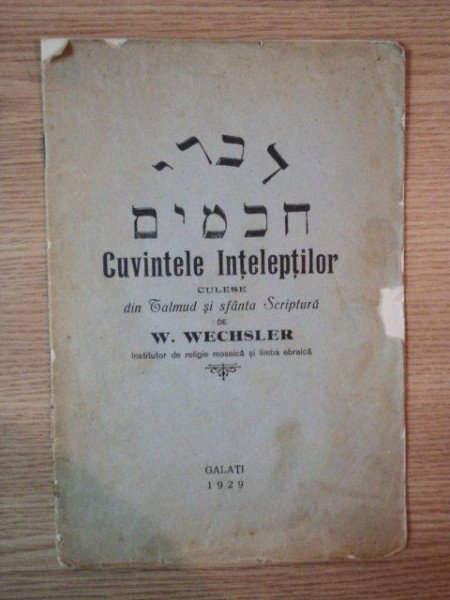 דברי
חכמים
Cuvintele Înțelepților
CULESE
din Talmud și sfânta Scriptură
DE
W. WECHSLER
Institutor de religie mosaică și limba ebraică
GALAȚI
1929